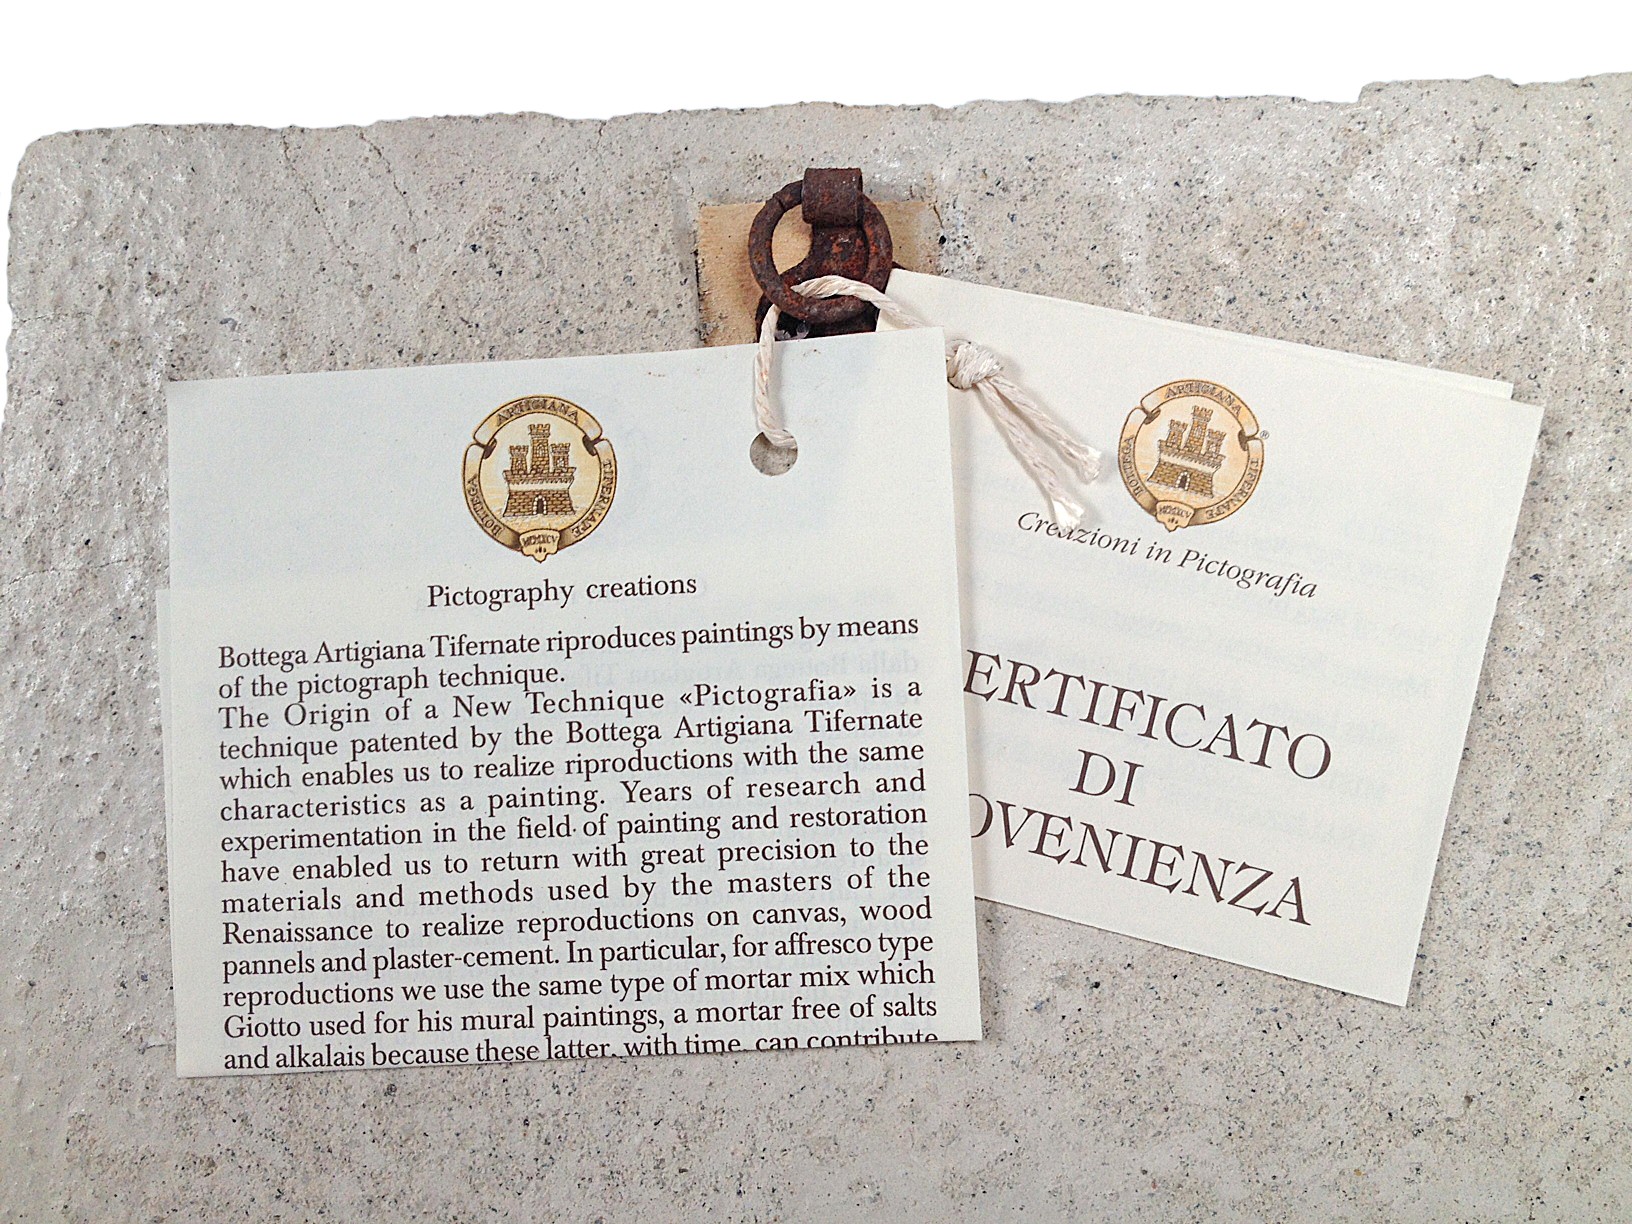 ARTIGIANA
BOTTEGA
TIFERNATE
MMXCV
Pictography creations
Bottega Artigiana Tifernate riproduces paintings by means
of the pictograph technique.
The Origin of a New Technique «Pictografia» is a
technique patented by the Bottega Artigiana Tifernate
which enables us to realize riproductions with the same
characteristics as a painting. Years of research and
experimentation in the field of painting and restoration
have enabled us to return with great precision to the
materials and methods used by the masters of the
Renaissance to realize reproductions on canvas, wood
pannels and plaster-cement. In particular, for affresco type
reproductions we use the same type of mortar mix which
Giotto used for his mural paintings, a mortar free of salts
and alkalais because these latter, with time, can contribute
ARTIGIANA
BOTTEGA
TIFERNATE
®
Creazioni in Pictografia
ERTIFICATO
DI
OVENIENZA